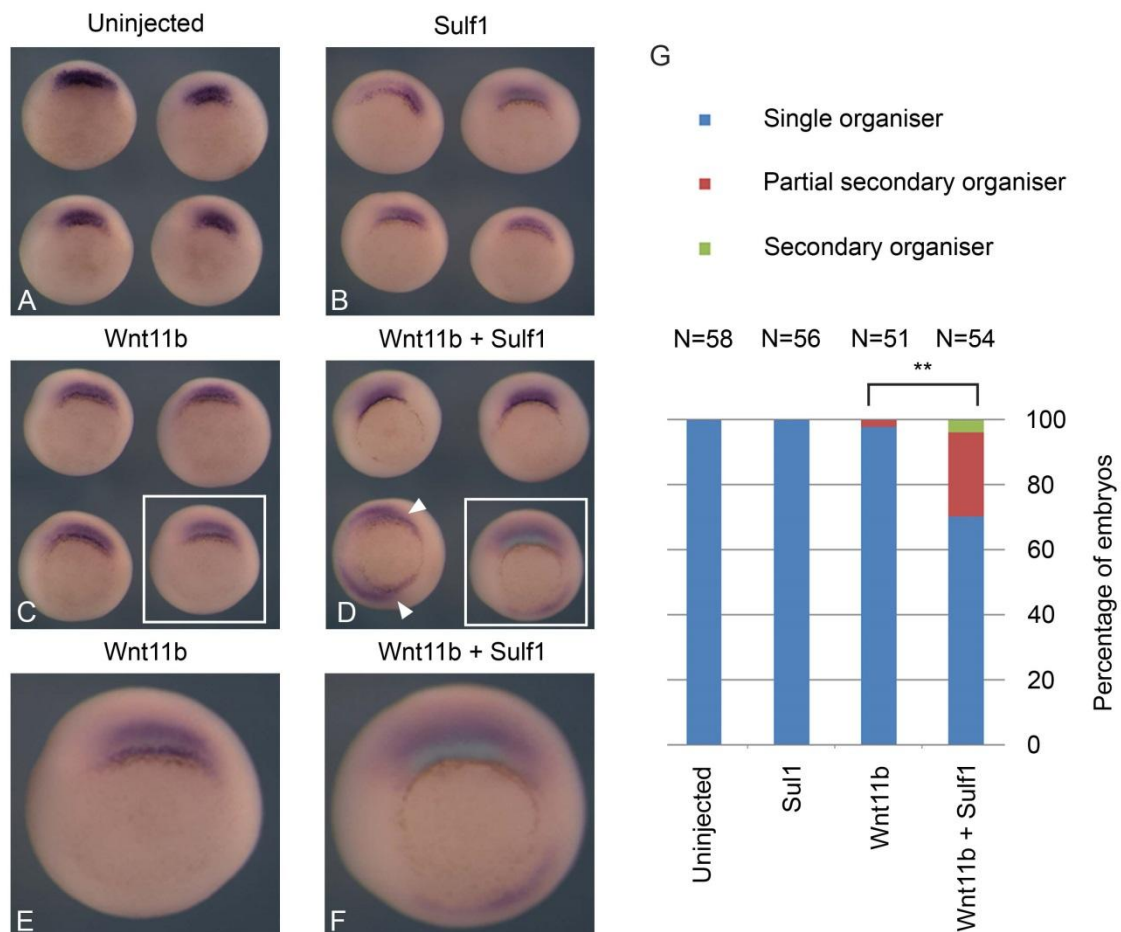 Uninjected
Sulf1
A
B
Wnt11b
Wnt11b + Sulf1
C
D
Wnt11b
Wnt11b + Sulf1
E
F
G
Single organiser
Partial secondary organiser
Secondary organiser
N=58 N=56 N=51 N=54
**
100
80
60
40
20
0
Percentage of embryos
Uninjected
Sul1
Wnt11b
Wnt11b + Sulf1